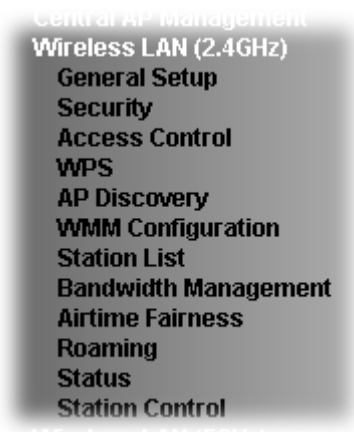 Central AP Management
Wireless LAN (2.4GHz)
General Setup
Security
Access Control
WPS
AP Discovery
WMM Configuration
Station List
Bandwidth Management
Airtime Fairness
Roaming
Status
Station Control